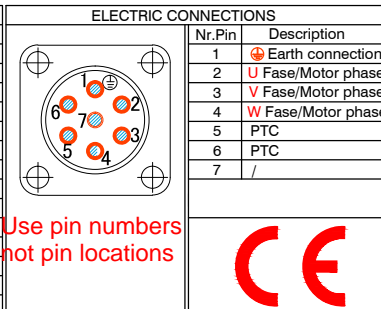 ELECTRIC CONNECTIONS
Nr.Pin Description
1 Earth connection
2 U Fase/Motor phase
3 V Fase/Motor phase
4 W Fase/Motor phase
5 PTC
6 PTC
7 /
1
6 2
7
5 3
4
Use pin numbers
not pin locations
CE